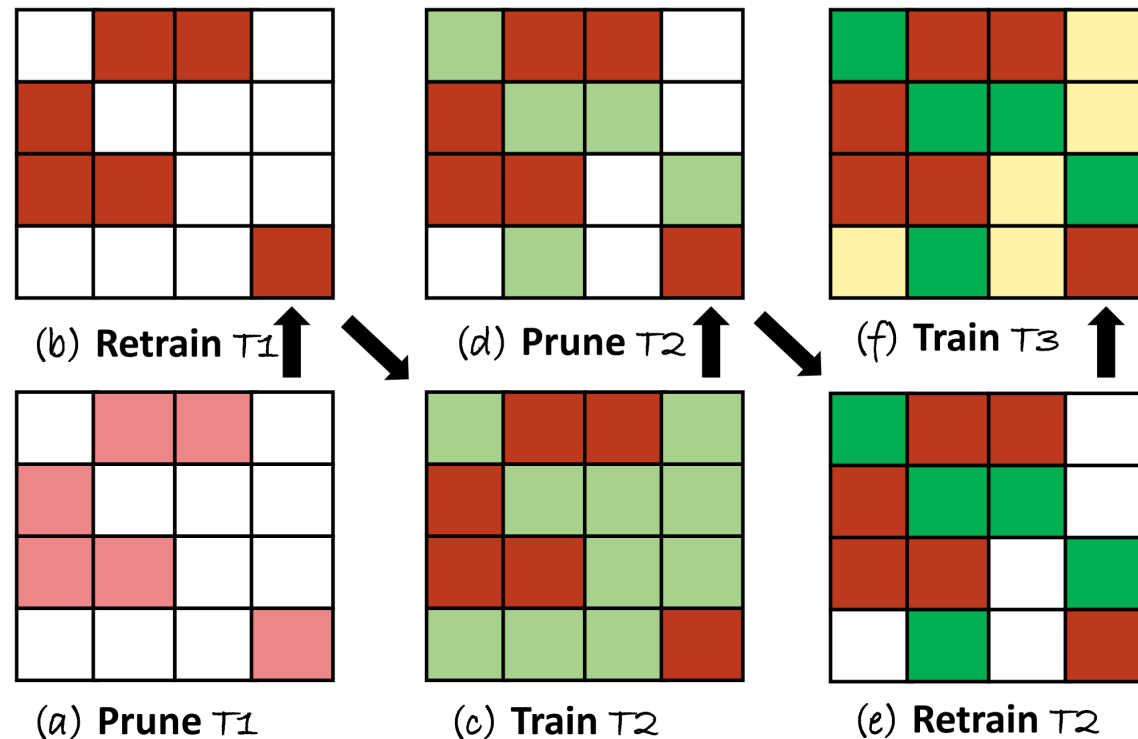 (b) Retrain T1
(d) Prune T2
(f) Train T3
(a) Prune T1
(c) Train T2
(e) Retrain T2